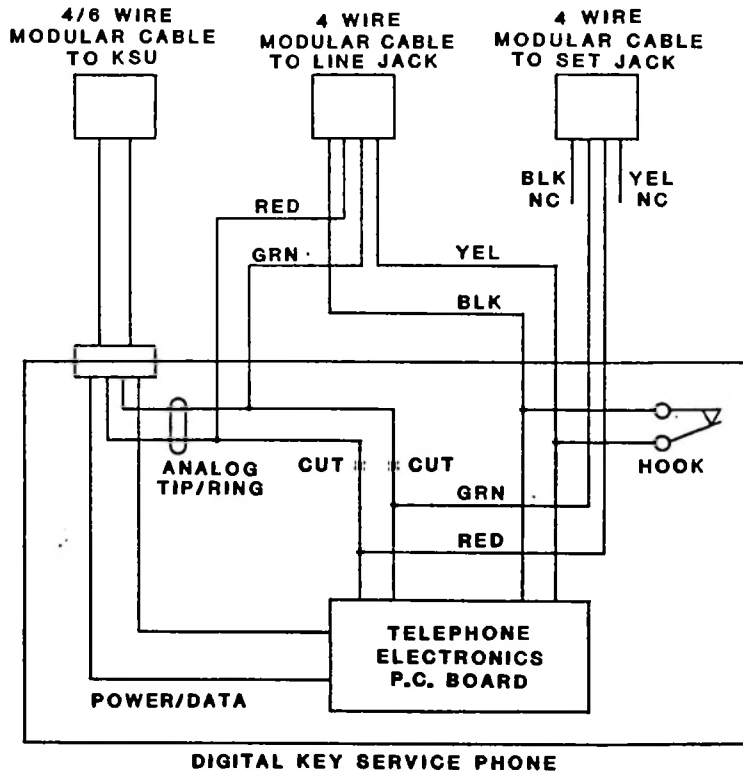 4/6 WIRE
MODULAR CABLE
TO KSU
4 WIRE
MODULAR CABLE
TO LINE JACK
4 WIRE
MODULAR CABLE
TO SET JACK
BLK
NC
YEL
NC
RED
GRN
YEL
BLK
ANALOG
TIP/RING
CUT
CUT
HOOK
GRN
RED
TELEPHONE
ELECTRONICS
P.C. BOARD
POWER/DATA
DIGITAL KEY SERVICE PHONE